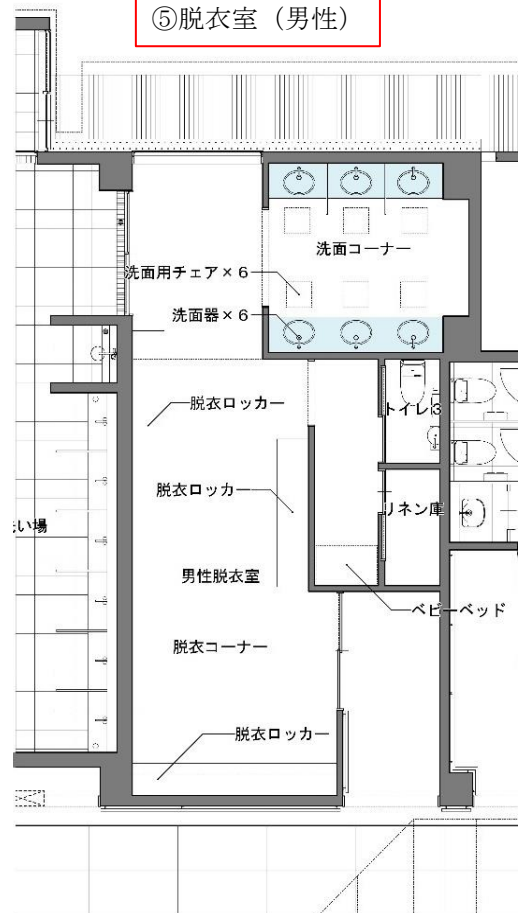 ⑤脱衣室（男性）
洗面コーナー
洗面用チェア×６
洗面器×６
脱衣ロッカー
トイレ3
脱衣ロッカー
リネン庫
い場
男性脱衣室
ベビーベッド
脱衣コーナー
脱衣ロッカー